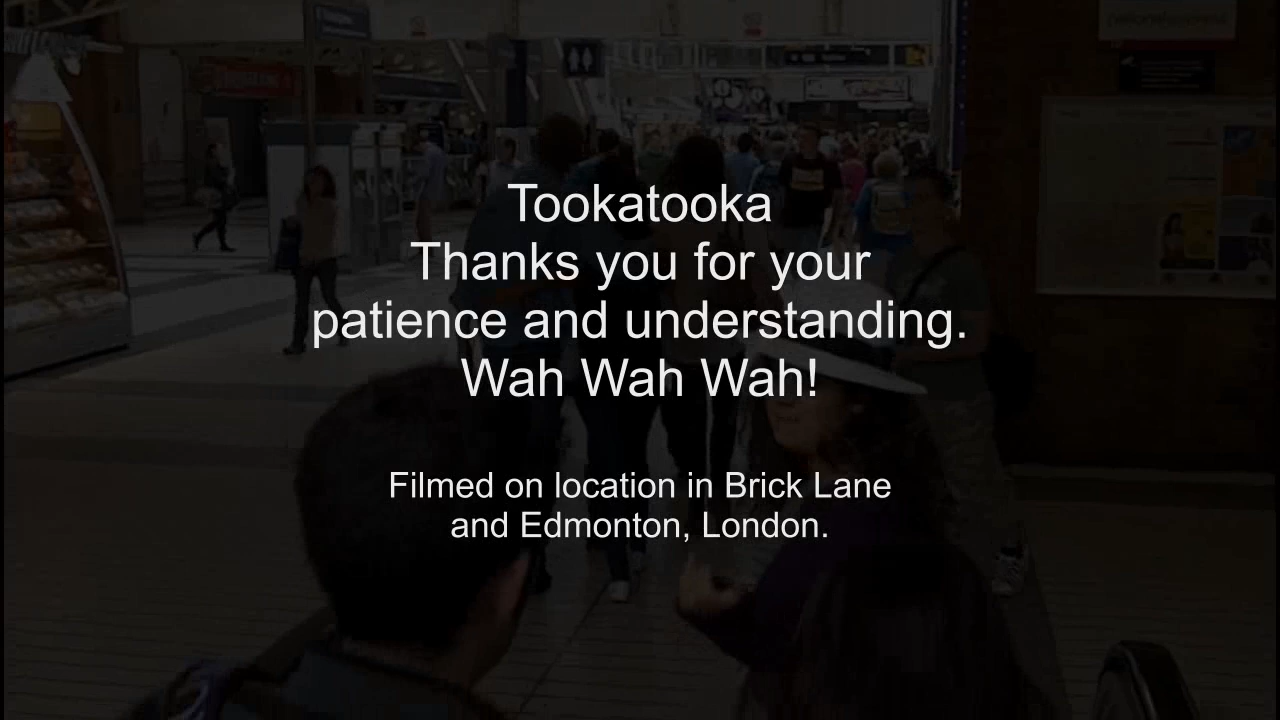 Tookatooka
Thanks you for your
patience and understanding.
Wah Wah Wah!
Filmed on location in Brick Lane
and Edmonton, London.